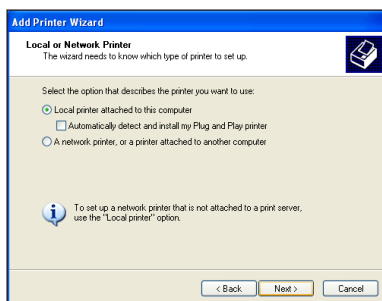 Add Printer Wizard
Local or Network Printer
The wizard needs to know which type of printer to set up.
Select the option that describes the printer you want to use:
Local printer attached to this computer
Automatically detect and install my Plug and Play printer
A network printer, or a printer attached to another computer
To set up a network printer that is not attached to a print server,
use the "Local printer" option.
< Back Next > Cancel